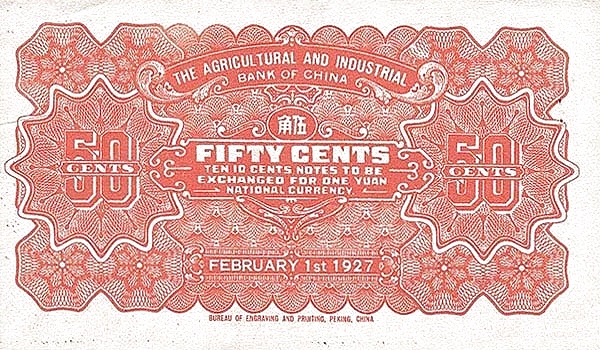 THE AGRICULTURAL AND INDUSTRIAL
BANK OF CHINA
角伍
50
CENTS
50
CENTS
FIFTY CENTS
TEN 10 CENTS NOTES TO BE
EXCHANGED FOR ONE YUAN
NATIONAL CURRENCY
FEBRUARY 1st 1927
BUREAU OF ENGRAVING AND PRINTING, PEKING, CHINA